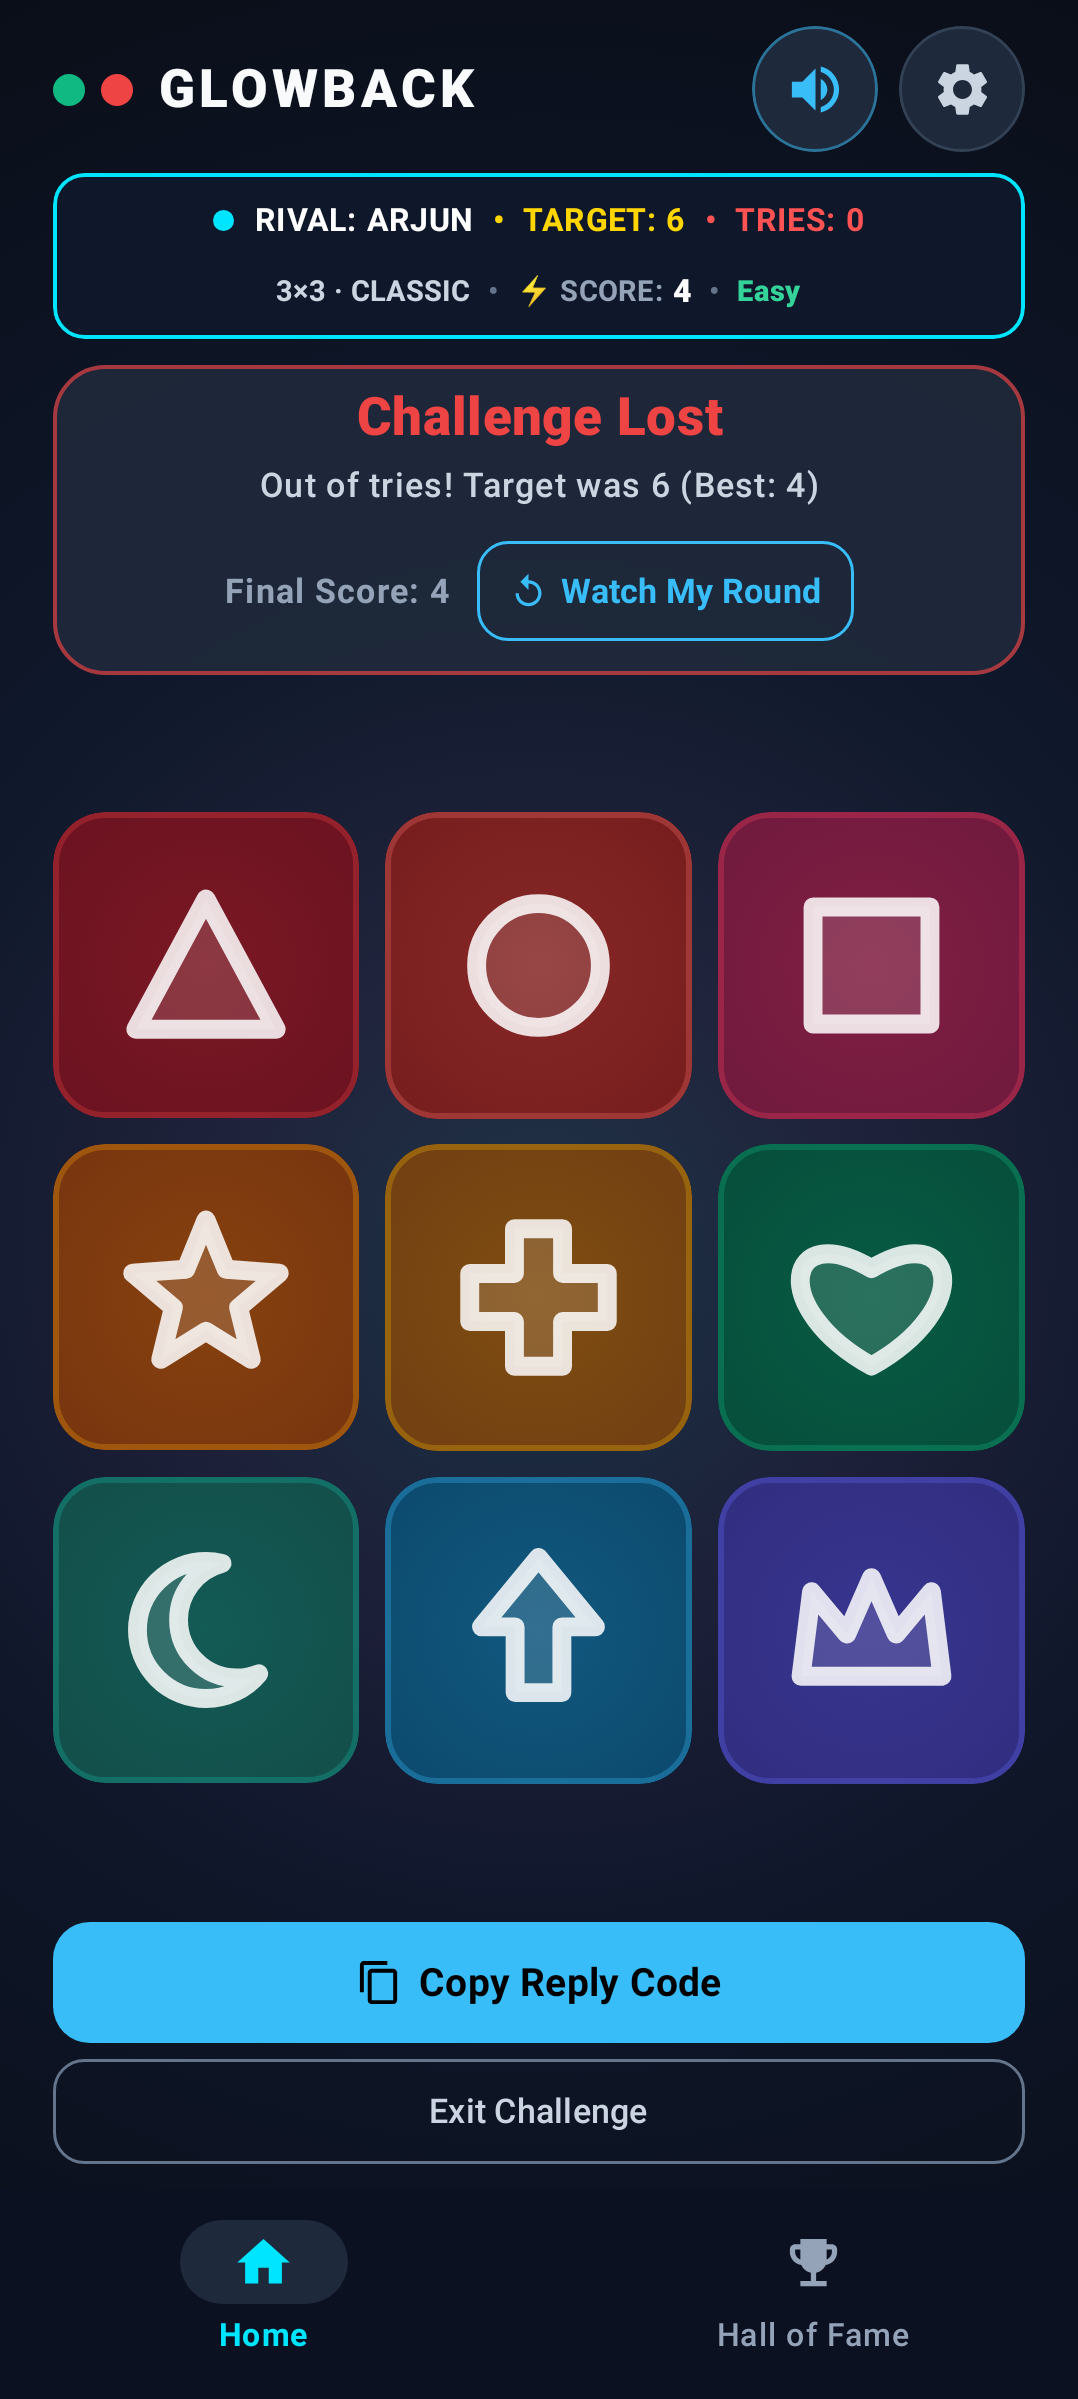 GLOWBACK
RIVAL: ARJUN • TARGET: 6 • TRIES: 0
3×3 · CLASSIC • ⚡ SCORE: 4 • Easy
Challenge Lost
Out of tries! Target was 6 (Best: 4)
Final Score: 4
Watch My Round
Copy Reply Code
Exit Challenge
Home
Hall of Fame